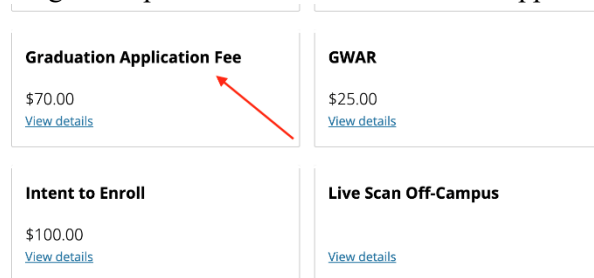 Graduation Application Fee
$70.00
View details
GWAR
$25.00
View details
Intent to Enroll
$100.00
View details
Live Scan Off-Campus
View details